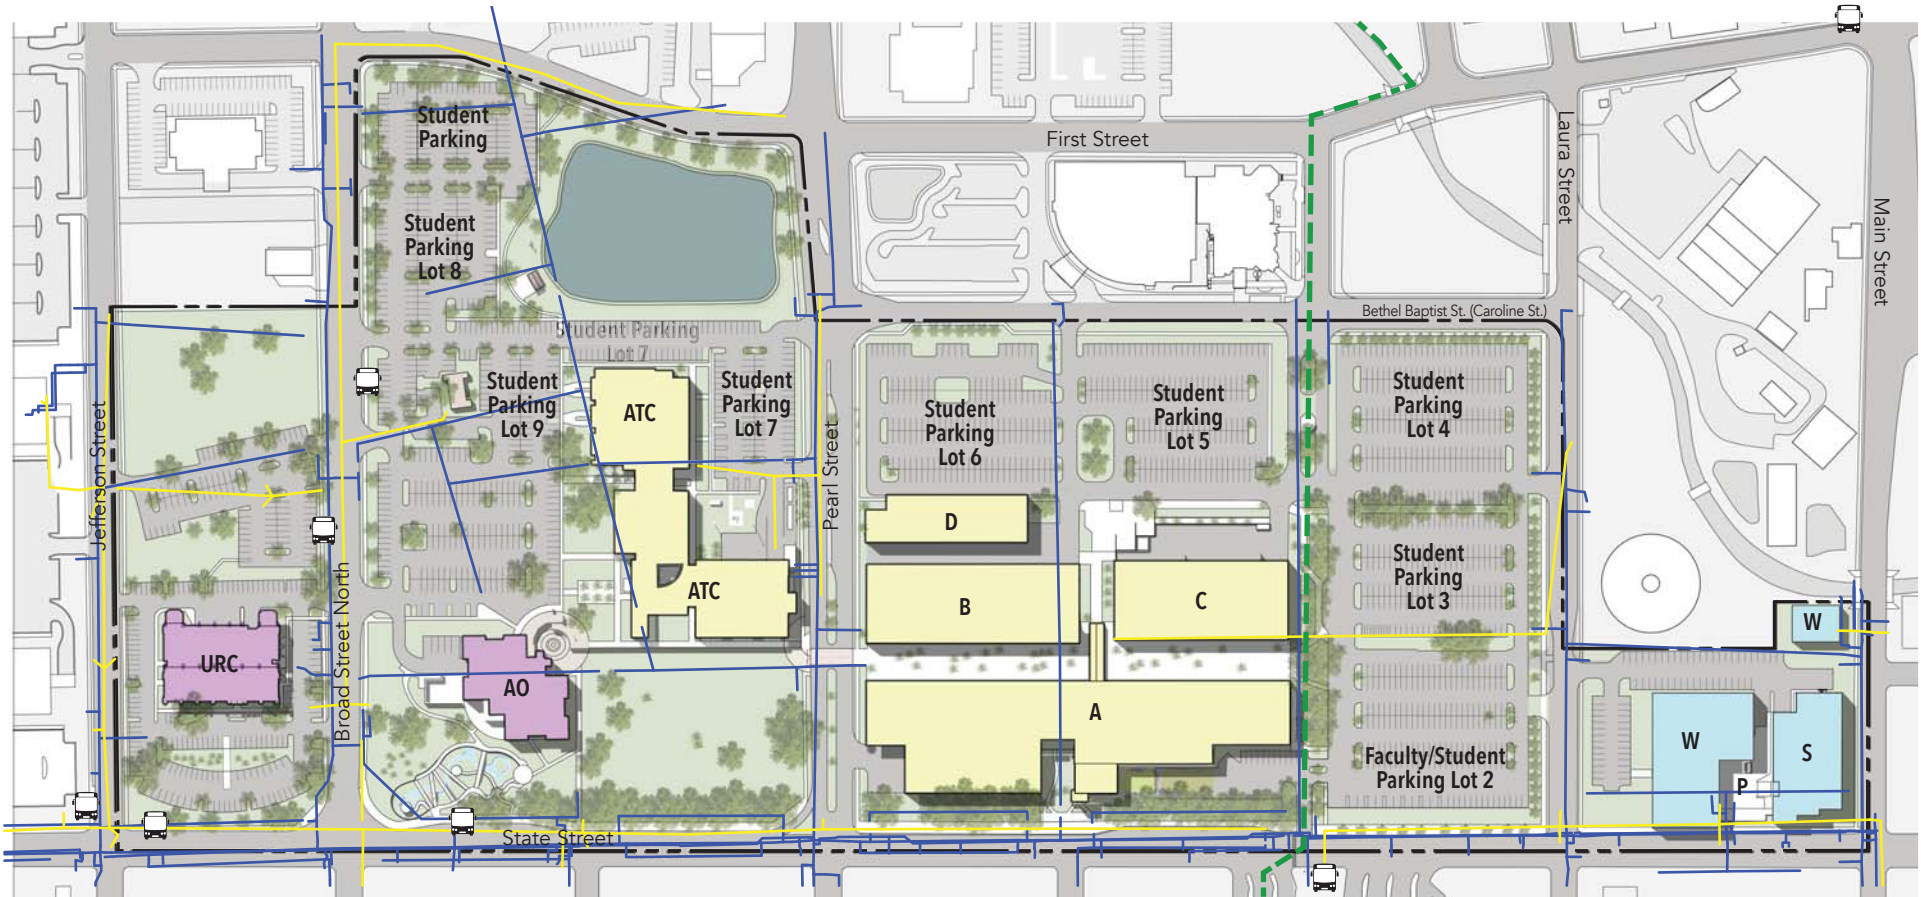 Student
Parking
First Street
Laura Street
Main Street
Student
Parking
Lot 8
Bethel Baptist St. (Caroline St.)
Student Parking
Lot 7
Student
Parking
Lot 9
ATC
Student
Parking
Lot 7
Student
Parking
Lot 6
Student
Parking
Lot 5
Student
Parking
Lot 4
Jefferson Street
Pearl Street
D
Student
Parking
Lot 3
ATC
B
C
W
Broad Street North
URC
AO
A
W
S
Faculty/Student
Parking Lot 2
P
State Street